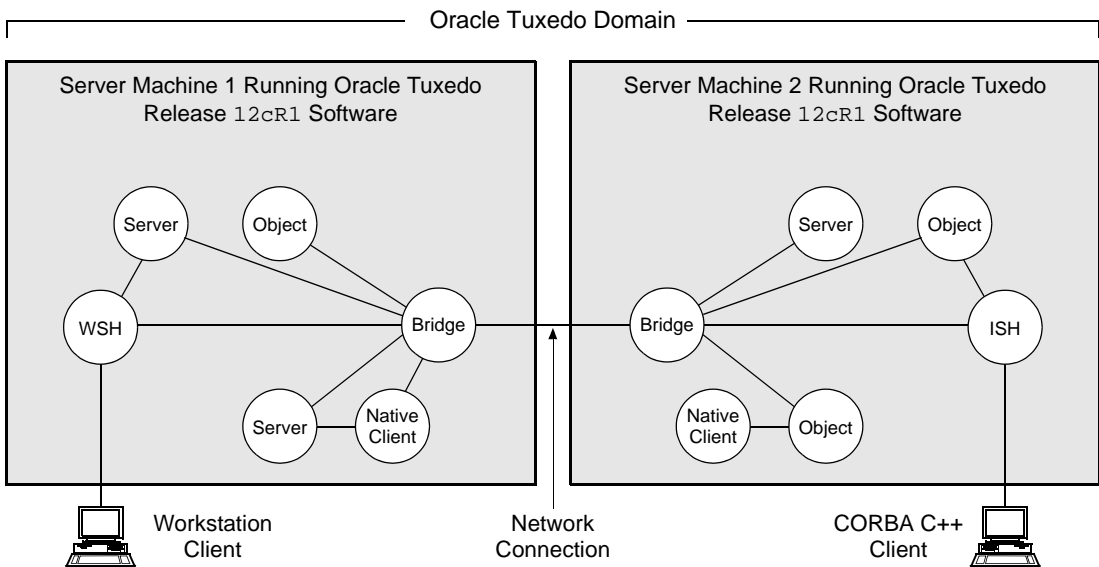 Oracle Tuxedo Domain
Server Machine 1 Running Oracle Tuxedo
Release 12cR1 Software
Server
Object
WSH
Bridge
Server
Native
Client
Server Machine 2 Running Oracle Tuxedo
Release 12cR1 Software
Server
Object
Bridge
ISH
Native
Client
Object
Workstation
Client
Network
Connection
CORBA C++
Client